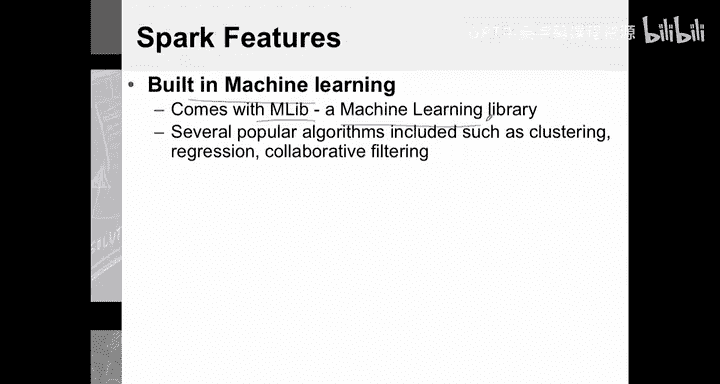 Spark Features
bilibili
• Built in Machine learning
– Comes with MLib - a Machine Learning library
– Several popular algorithms included such as clustering,
regression, collaborative filtering